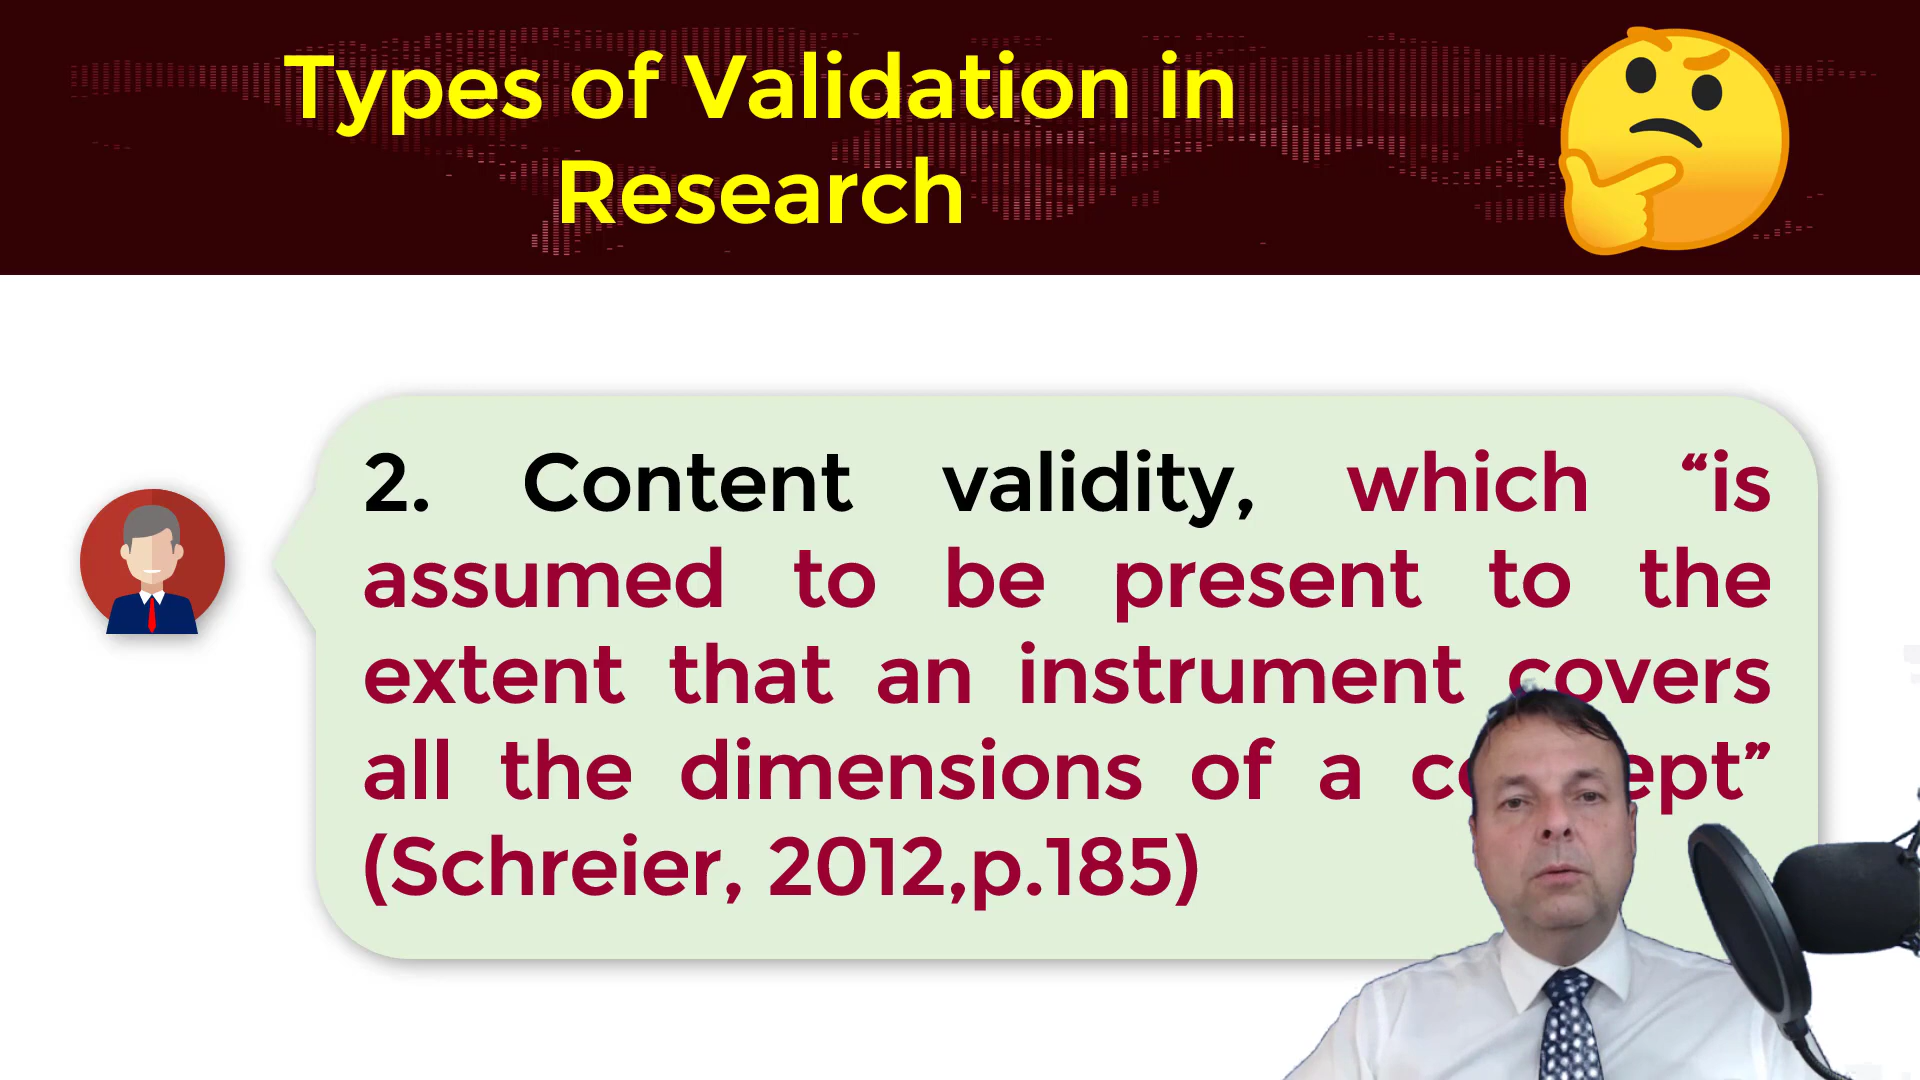 Types of Validation in
Research
2. Content validity, which “is
assumed to be present to the
extent that an instrument covers
all the dimensions of a concept”
(Schreier, 2012,p.185)